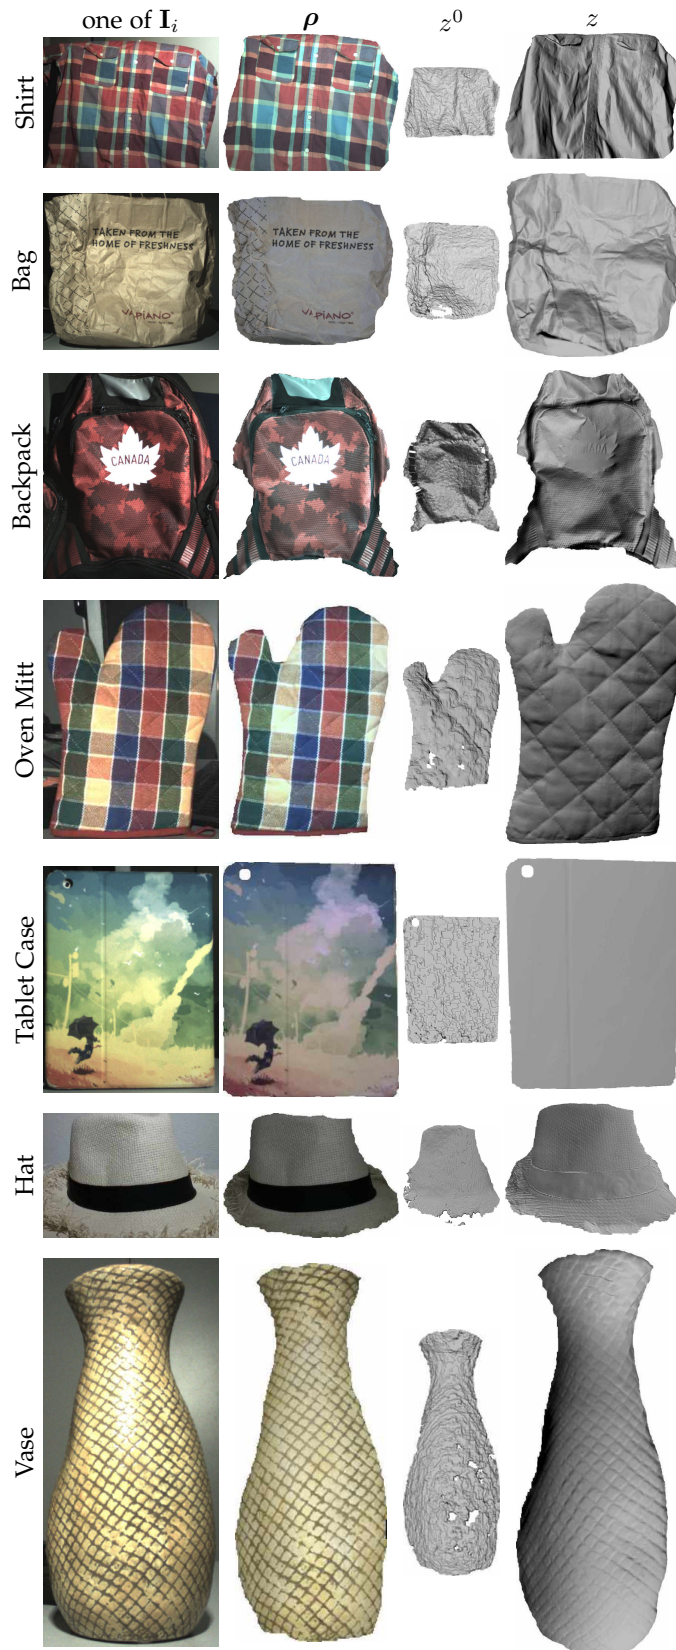 one of I_i ρ z^0 z
Shirt
Bag
TAKEN FROM THE
HOME OF FRESHNESS
VAPIANO
TAKEN FROM THE
HOME OF FRESHNESS
VAPIANO
Backpack
CANADA
CANADA
Oven Mitt
Tablet Case
Hat
Vase